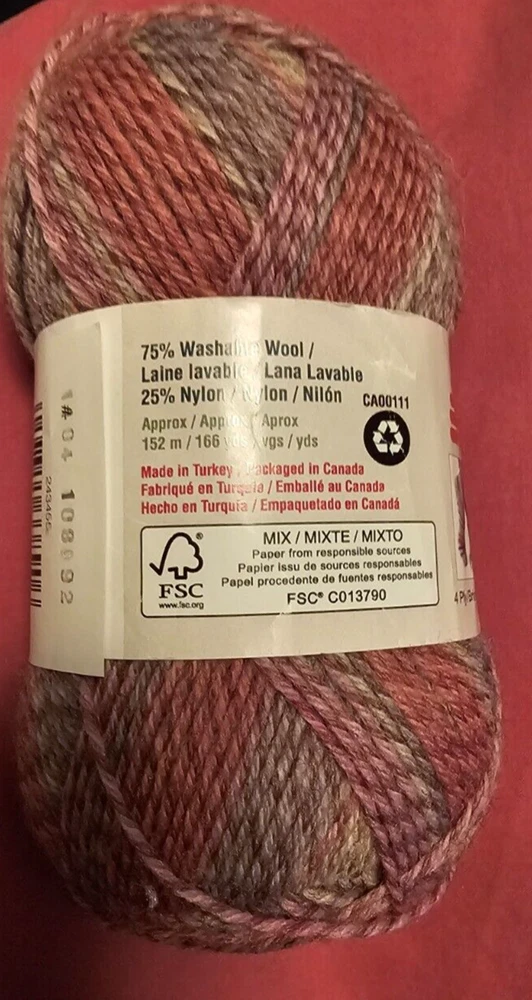 75% Washable Wool /
Laine lavable / Lana Lavable
25% Nylon / Nylon / Nilón
CA00111
Approx / Approx / Aprox
152 m / 166 yds / vgs / yds
Made in Turkey / Packaged in Canada
Fabriqué en Turquie / Emballé au Canada
Hecho en Turquía / Empaquetado en Canadá
MIX / MIXTE / MIXTO
Paper from responsible sources
Papier issu de sources responsables
Papel procedente de fuentes responsables
FSC® C013790
FSC
www.fsc.org
4 Ply